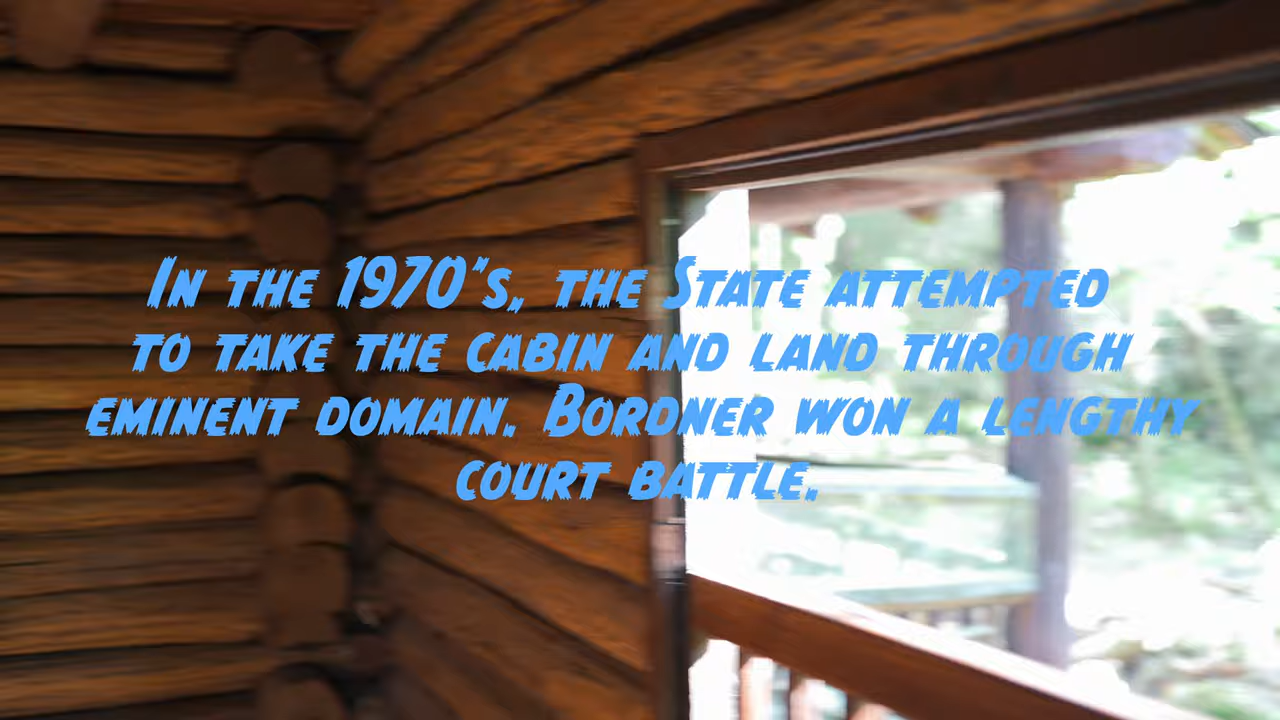 In the 1970's, the State attempted
to take the cabin and land through
eminent domain. Bordner won a lengthy
court battle.